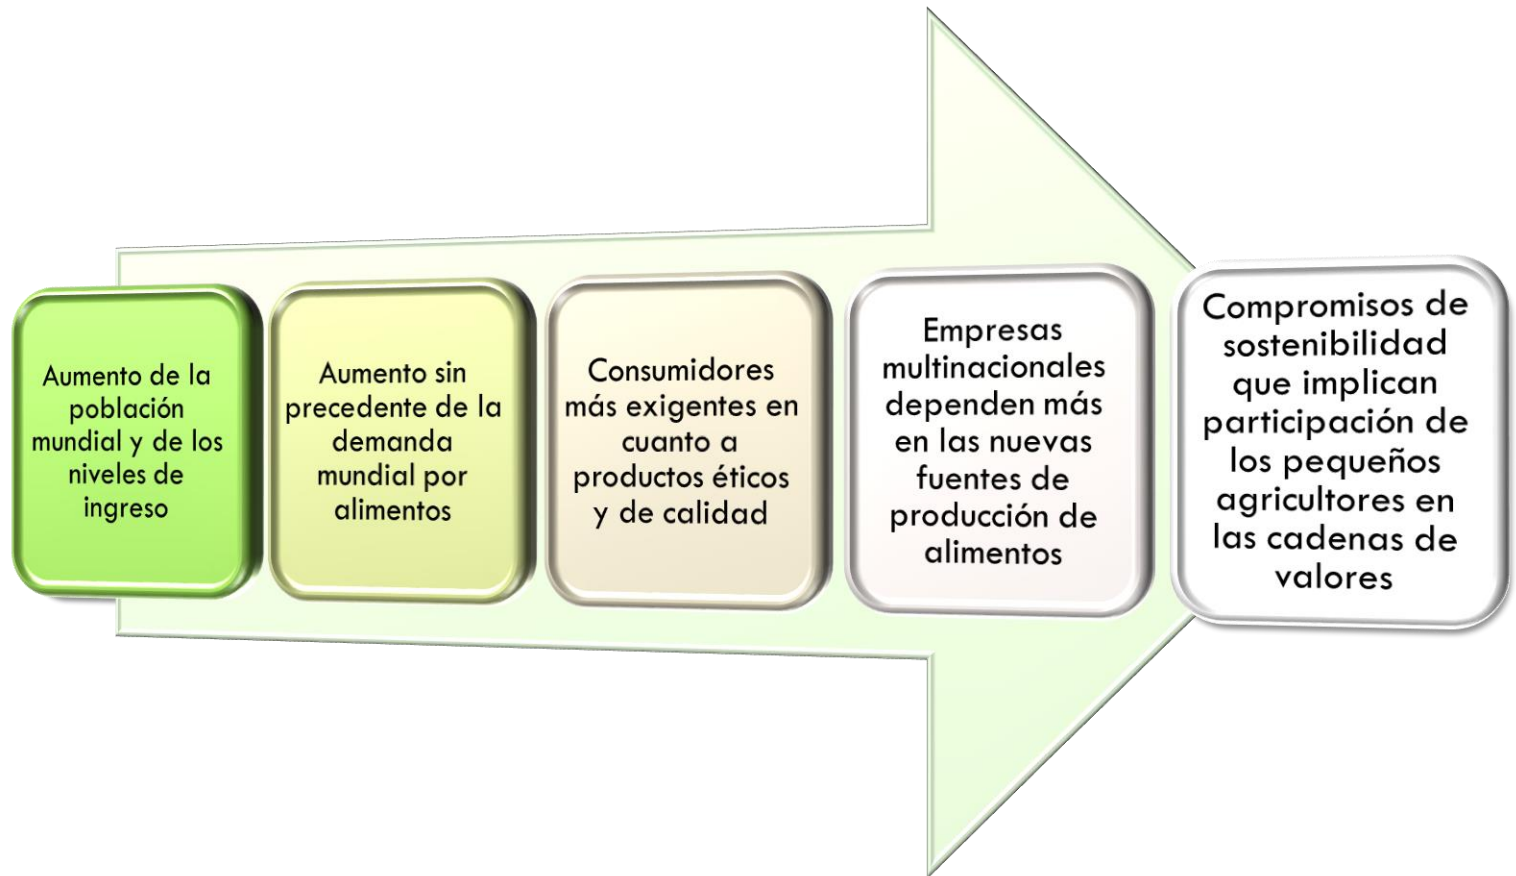 Aumento de la
población
mundial y de los
niveles de
ingreso
Aumento sin
precedente de la
demanda
mundial por
alimentos
Consumidores
más exigentes en
cuanto a
productos éticos
y de calidad
Empresas
multinacionales
dependen más
en las nuevas
fuentes de
producción de
alimentos
Compromisos de
sostenibilidad
que implican
participación de
los pequeños
agricultores en
las cadenas de
valores